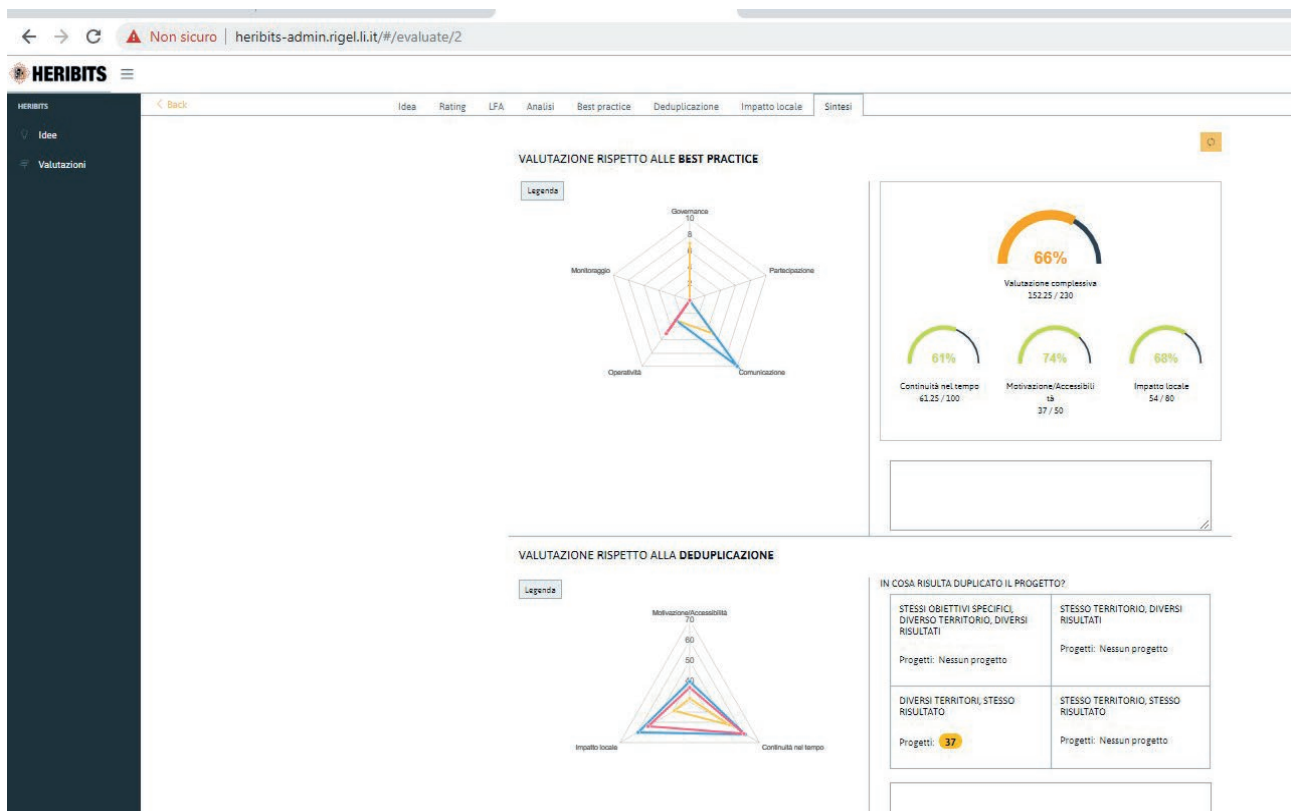 Non sicuro | heribits-admin.rigel.li.it/#/evaluate/2
HERIBITS
HERIBITS
Idee
Valutazioni
< Back
Idea Rating LFA Analisi Best practice Deduplicazione Impatto locale Sintesi
VALUTAZIONE RISPETTO ALLE BEST PRACTICE
Legenda
Governance
10
8
6
4
2
Monitoraggio
Partecipazione
Operatività
Comunicazione
66%
Valutazione complessiva
152.25 / 230
61%
Continuità nel tempo
61.25 / 100
74%
Motivazione/Accessibili
tà
37 / 50
68%
Impatto locale
54 / 80
VALUTAZIONE RISPETTO ALLA DEDUPLICAZIONE
Legenda
Motivazione/Accessibilità
70
60
50
40
Impatto locale
Continuità nel tempo
IN COSA RISULTA DUPLICATO IL PROGETTO?
STESSI OBIETTIVI SPECIFICI,
DIVERSO TERRITORIO, DIVERSI
RISULTATI
Progetti: Nessun progetto
STESSO TERRITORIO, DIVERSI
RISULTATI
Progetti: Nessun progetto
DIVERSI TERRITORI, STESSO
RISULTATO
Progetti: 37
STESSO TERRITORIO, STESSO
RISULTATO
Progetti: Nessun progetto